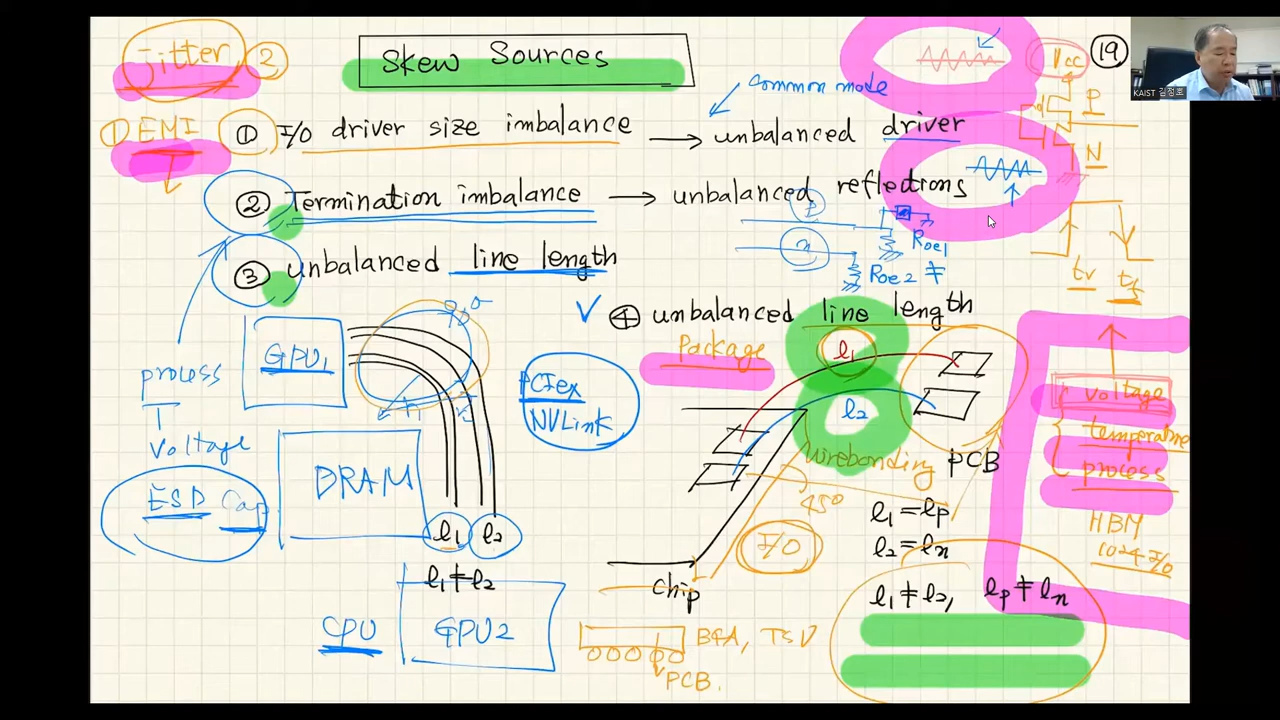 Jitter ②
Skew Sources
Vcc
⑲
KAIST 김정호
common mode
① EMI
① I/O driver size imbalance → unbalanced driver
P
N
② Termination imbalance → unbalanced reflections
P
n
Roe1
Roe2 ≠
tr tf
③ unbalanced line length
④ unbalanced line length
GPU1
process
voltage
ESD Cap
DRAM
r1 r2
PCIex
NVLink
l1 l2
l1 ≠ l2
CPU
GPU2
Package
l1
l2
wirebonding
PCB
45°
I/O
chip
l1 = lp
l2 = ln
l1 ≠ l2, lp ≠ ln
BGA, TSV
PCB.
voltage
temperature
process
HBM
1024 I/O